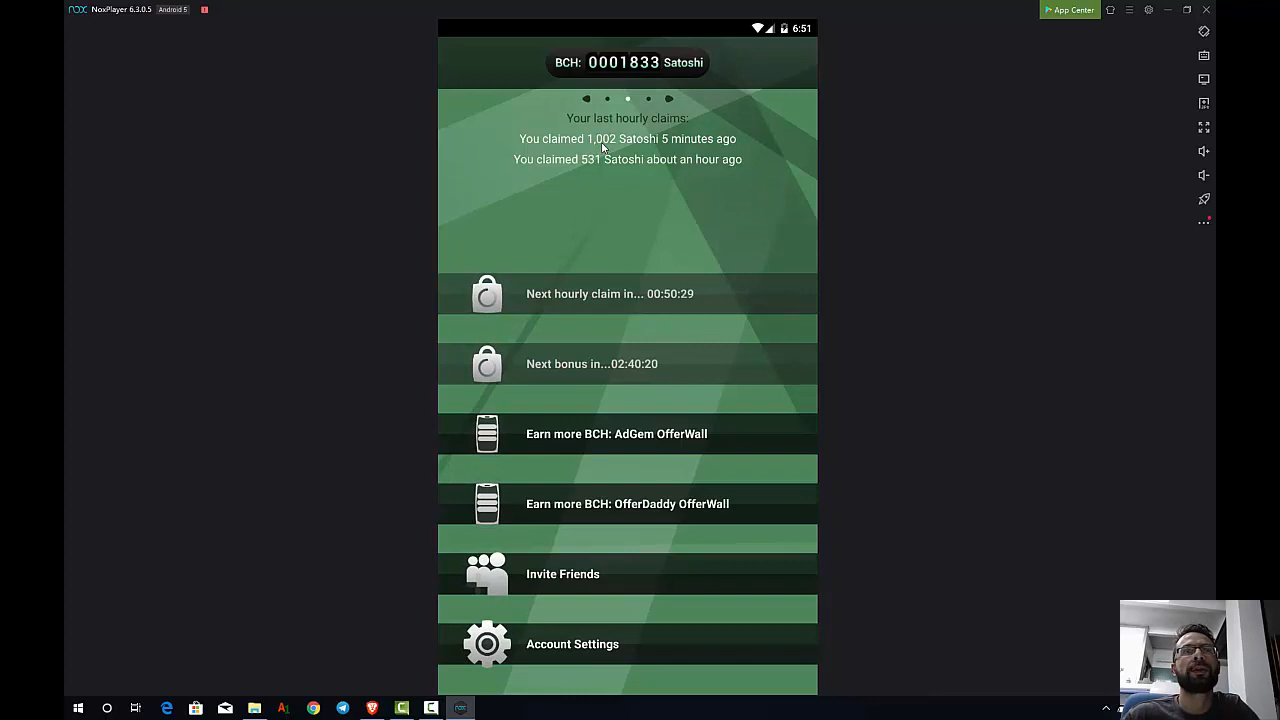 NoxPlayer 6.3.0.5 Android 5
App Center
6:51
BCH: 0001833 Satoshi
Your last hourly claims:
You claimed 1,002 Satoshi 5 minutes ago
You claimed 531 Satoshi about an hour ago
Next hourly claim in... 00:50:29
Next bonus in...02:40:20
Earn more BCH: AdGem OfferWall
Earn more BCH: OfferDaddy OfferWall
Invite Friends
Account Settings